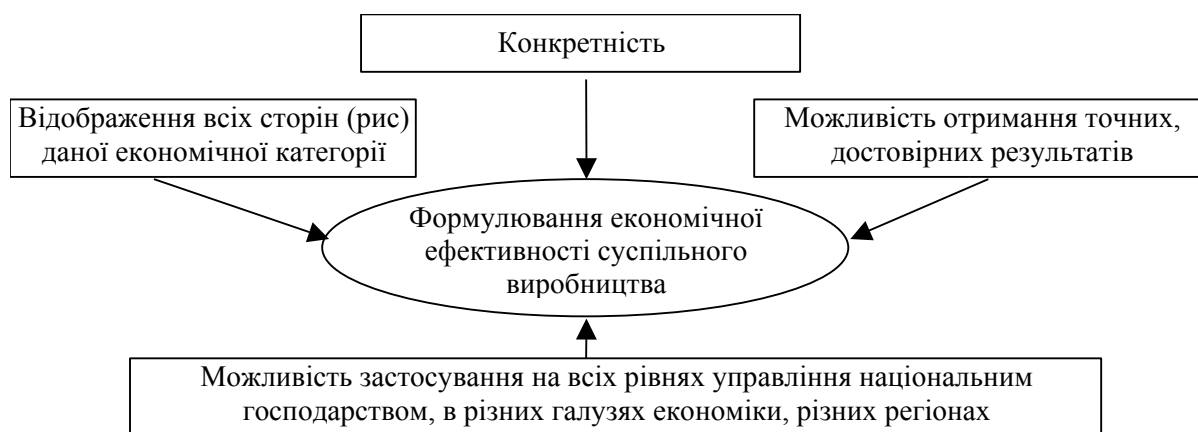 Конкретність
Відображення всіх сторін (рис)
даної економічної категорії
Можливість отримання точних,
достовірних результатів
Формулювання економічної
ефективності суспільного
виробництва
Можливість застосування на всіх рівнях управління національним
господарством, в різних галузях економіки, різних регіонах